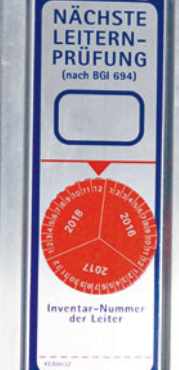 NÄCHSTE
LEITERN-
PRÜFUNG
(nach BGI 694)
2018
2016
2017
Inventar-Nummer
der Leiter